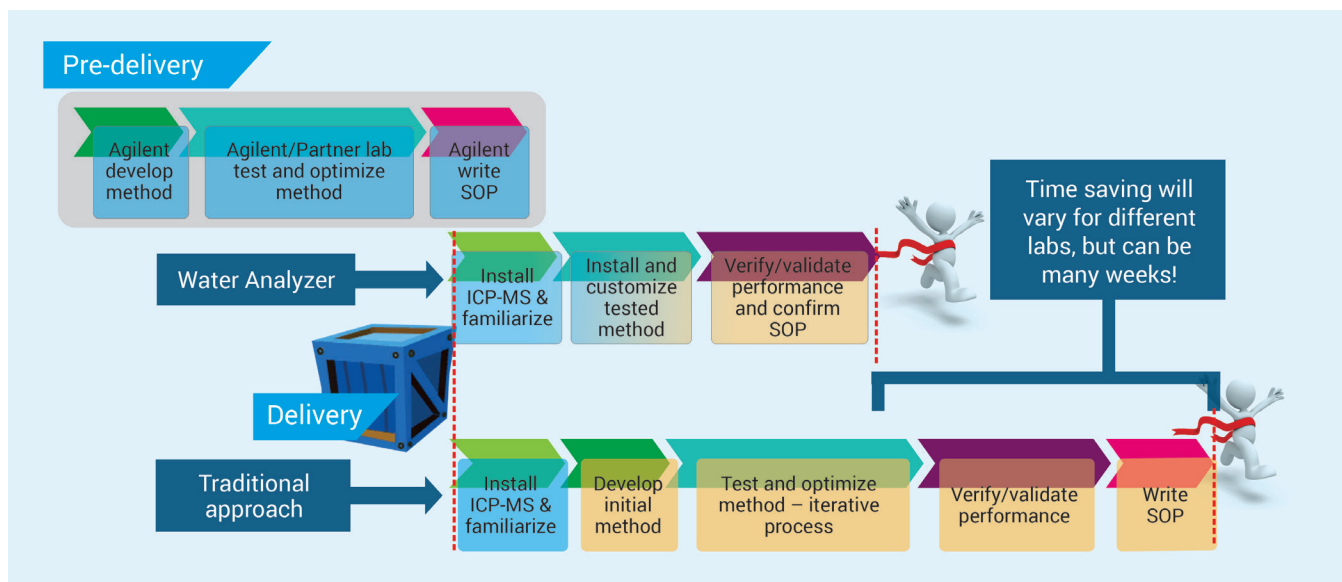 Pre-delivery
Agilent
develop
method
Agilent/Partner lab
test and optimize
method
Agilent
write
SOP
Time saving will
vary for different
labs, but can be
many weeks!
Water Analyzer
Install
ICP-MS &
familiarize
Install and
customize
tested
method
Verify/validate
performance
and confirm
SOP
Delivery
Traditional
approach
Install
ICP-MS &
familiarize
Develop
initial
method
Test and optimize
method – iterative
process
Verify/validate
performance
Write
SOP